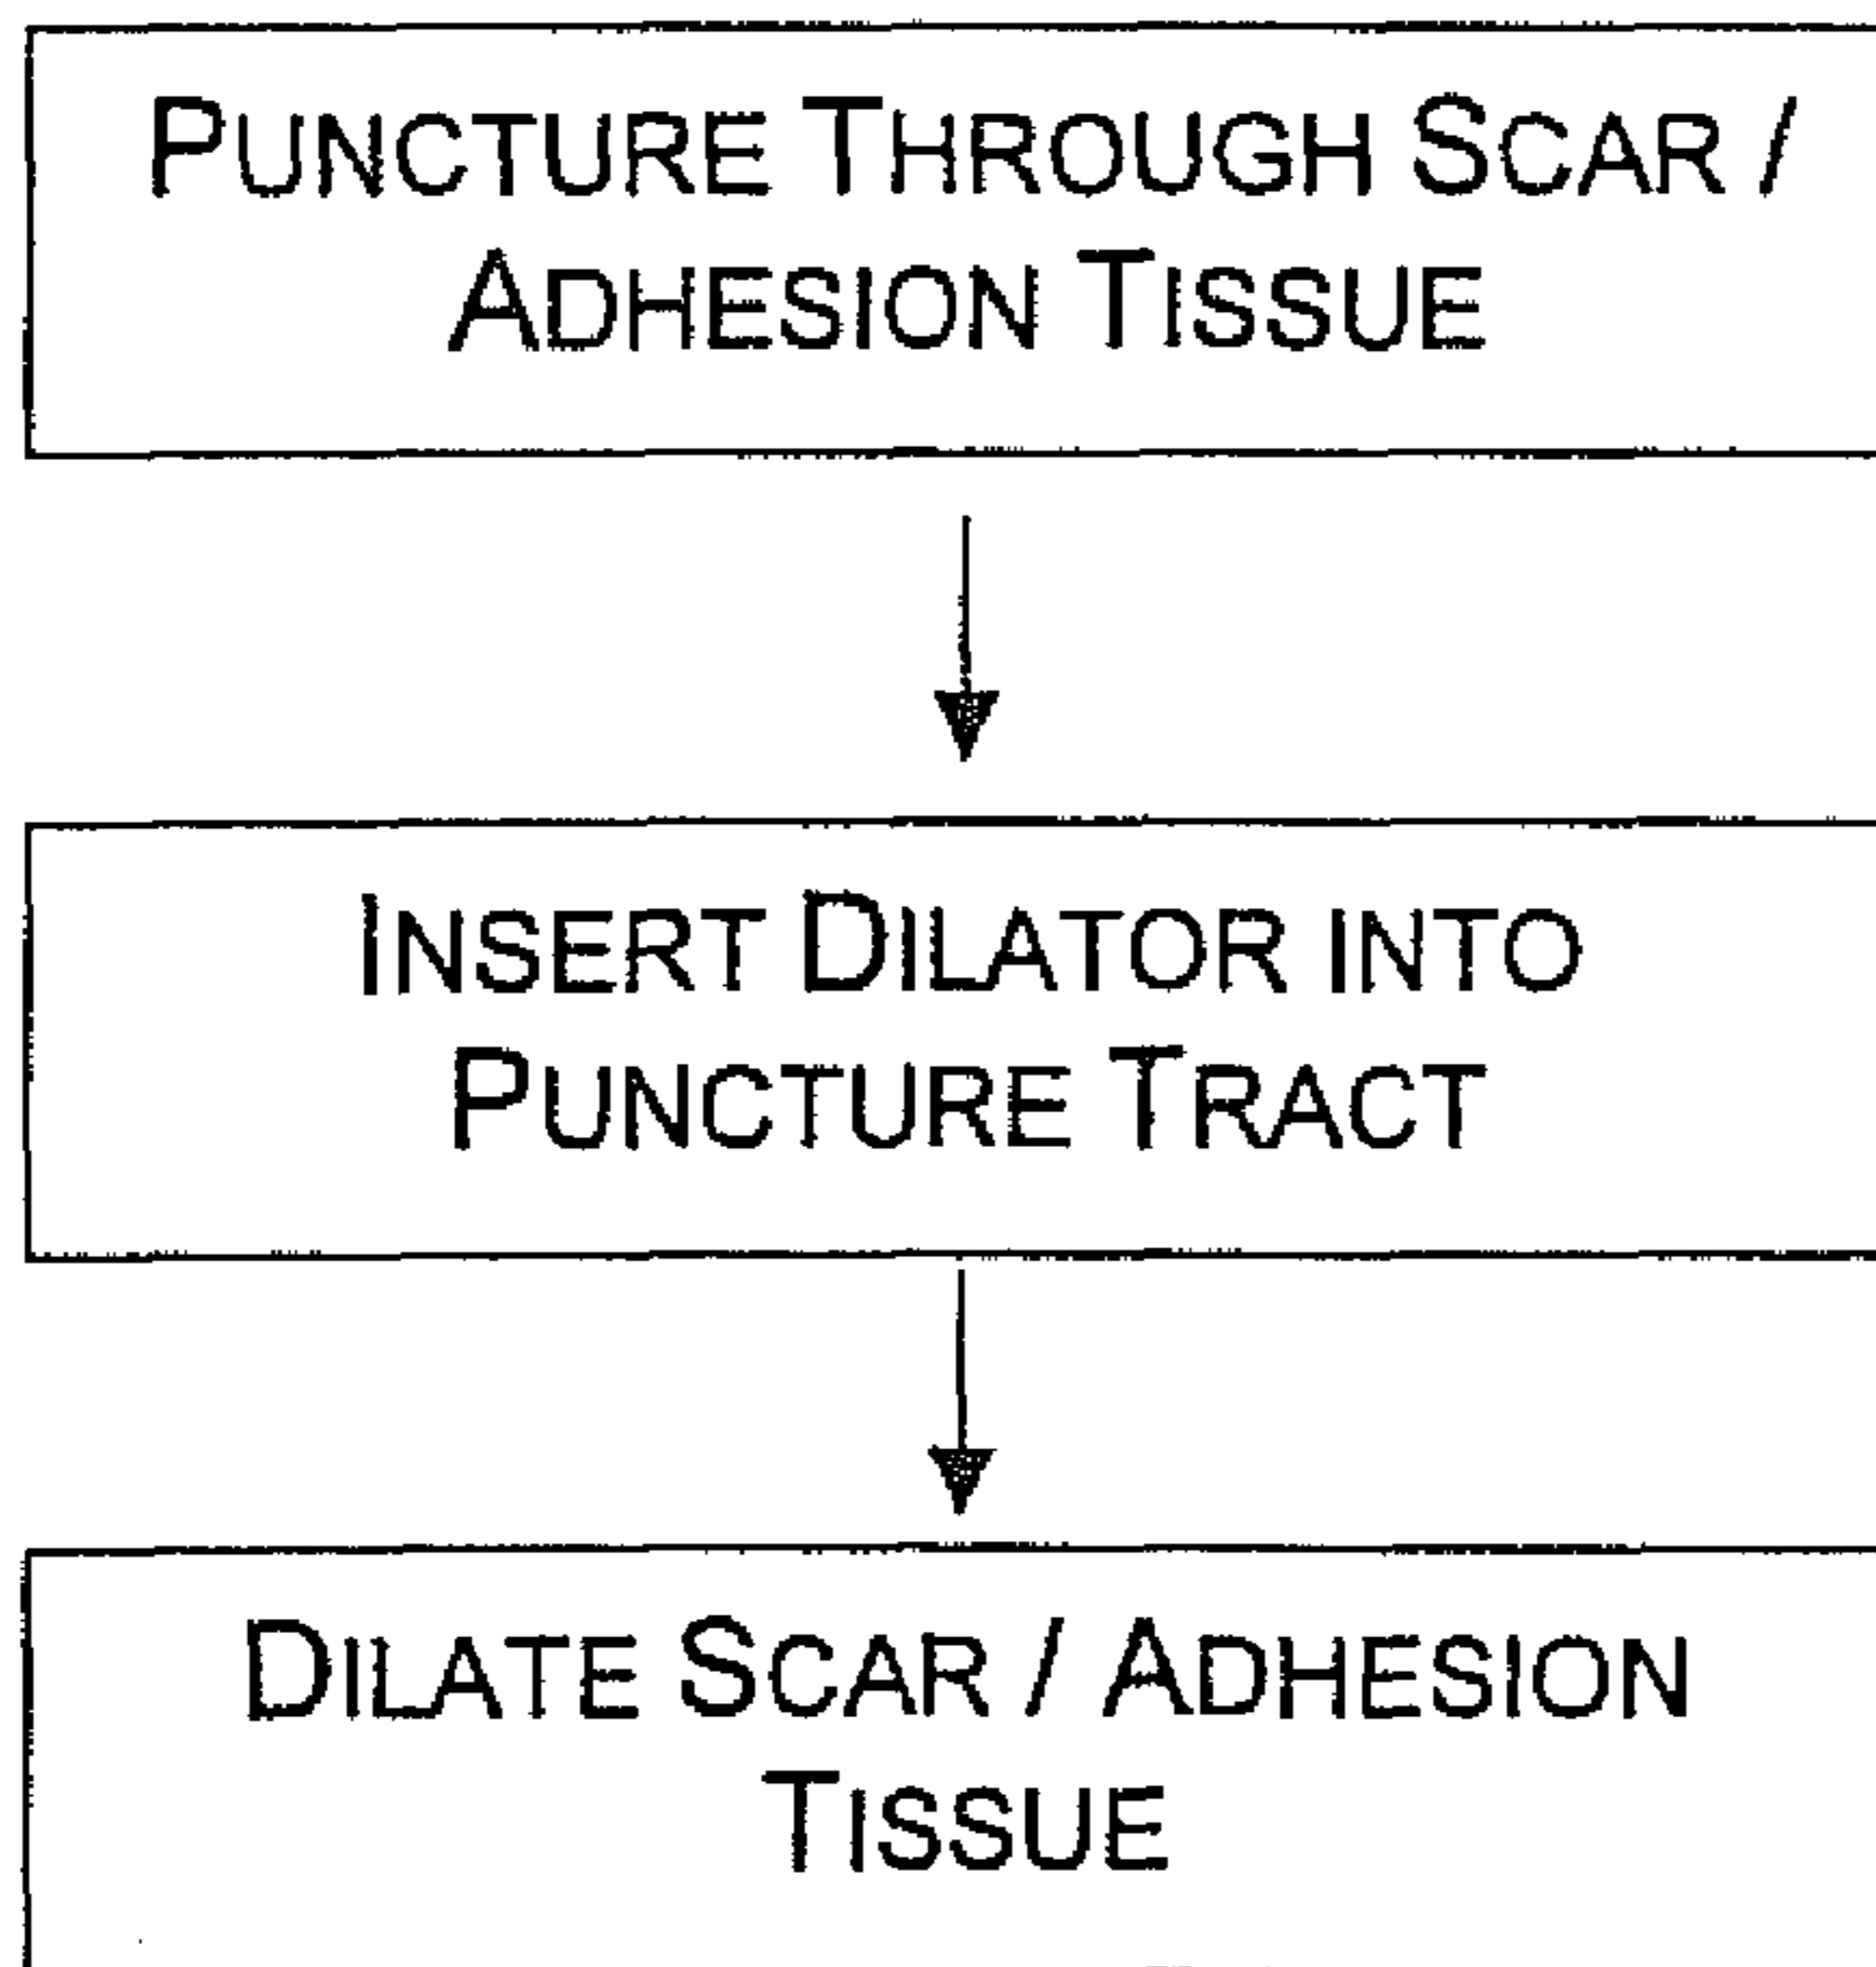 PUNCTURE THROUGH SCAR /
ADHESION TISSUE
INSERT DILATOR INTO
PUNCTURE TRACT
DILATE SCAR / ADHESION
TISSUE